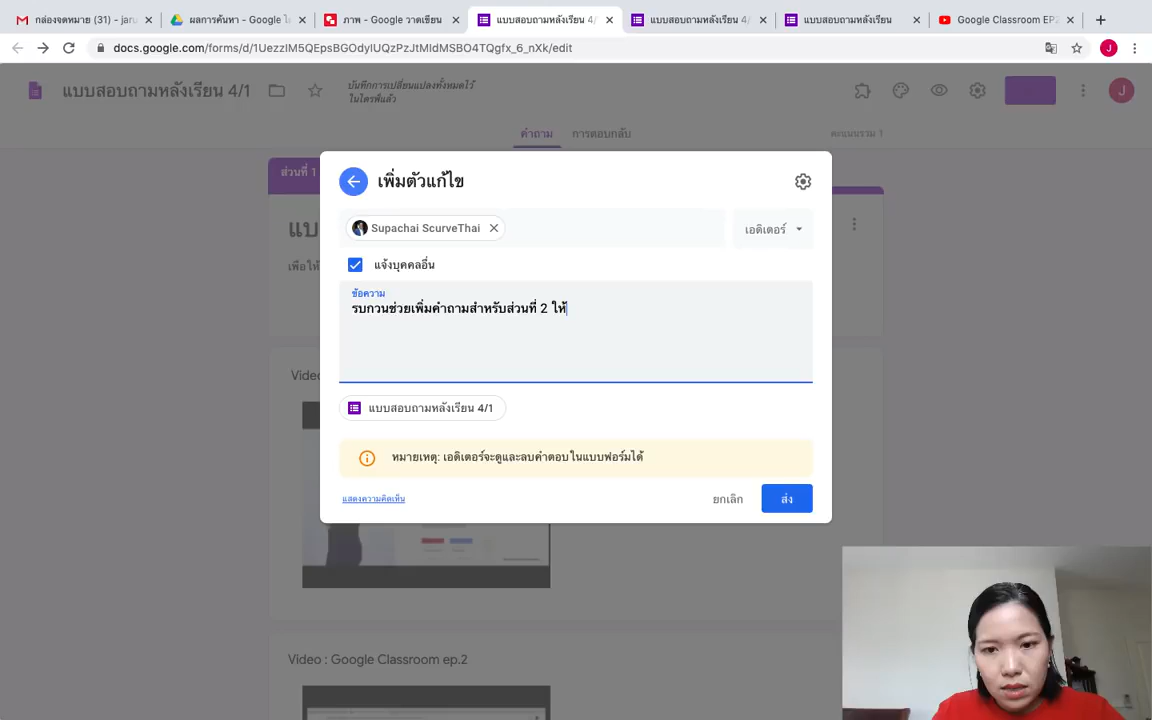 กล่องจดหมาย (31) - jaru
ผลการค้นหา - Google ไ
ภาพ - Google วาดเขียน
แบบสอบถามหลังเรียน 4/
แบบสอบถามหลังเรียน 4/
แบบสอบถามหลังเรียน
Google Classroom EP
docs.google.com/forms/d/1UezzIM5QEpsBGOdylUQzPzJtMldMSBO4TQgfx_6_nXk/edit
J
แบบสอบถามหลังเรียน 4/1
บันทึกการเปลี่ยนแปลงทั้งหมดไว้
ในไดรฟ์แล้ว
J
คำถาม
การตอบกลับ
คะแนนรวม 1
ส่วนที่ 1
เพิ่มตัวแก้ไข
Supachai ScurveThai
เอดิเตอร์
แบ
เพื่อให้
แจ้งบุคคลอื่น
ข้อความ
รบกวนช่วยเพิ่มคำถามสำหรับส่วนที่ 2 ให้
Video
แบบสอบถามหลังเรียน 4/1
หมายเหตุ: เอดิเตอร์จะดูและลบคำตอบในแบบฟอร์มได้
แสดงความคิดเห็น
ยกเลิก
ส่ง
Video : Google Classroom ep.2